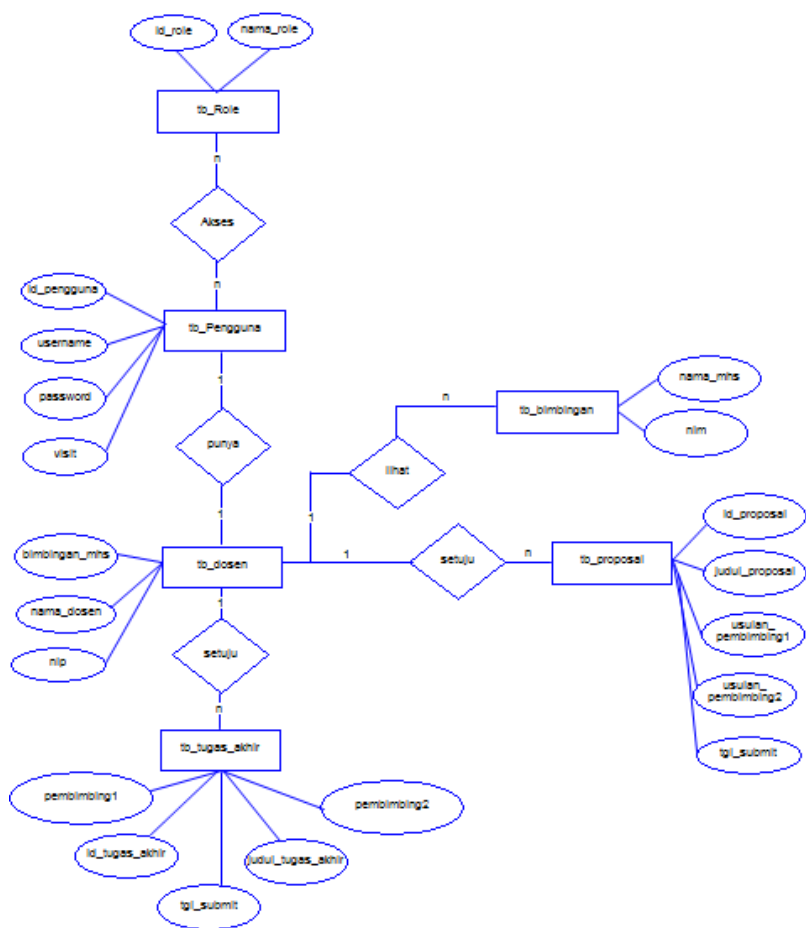 id_role
nama_role
tb_Role
n
Akses
n
id_pengguna
tb_Pengguna
username
password
visit
1
punya
1
nama_mhs
n
tb_bimbingan
nim
lihat
1
bimbingan_mhs
tb_dosen
1
setuju
n
tb_proposal
id_proposal
judul_proposal
usulan_
pembimbing1
usulan_
pembimbing2
tgl_submit
nama_dosen
nip
1
setuju
n
tb_tugas_akhir
pembimbing1
pembimbing2
id_tugas_akhir
judul_tugas_akhir
tgl_submit